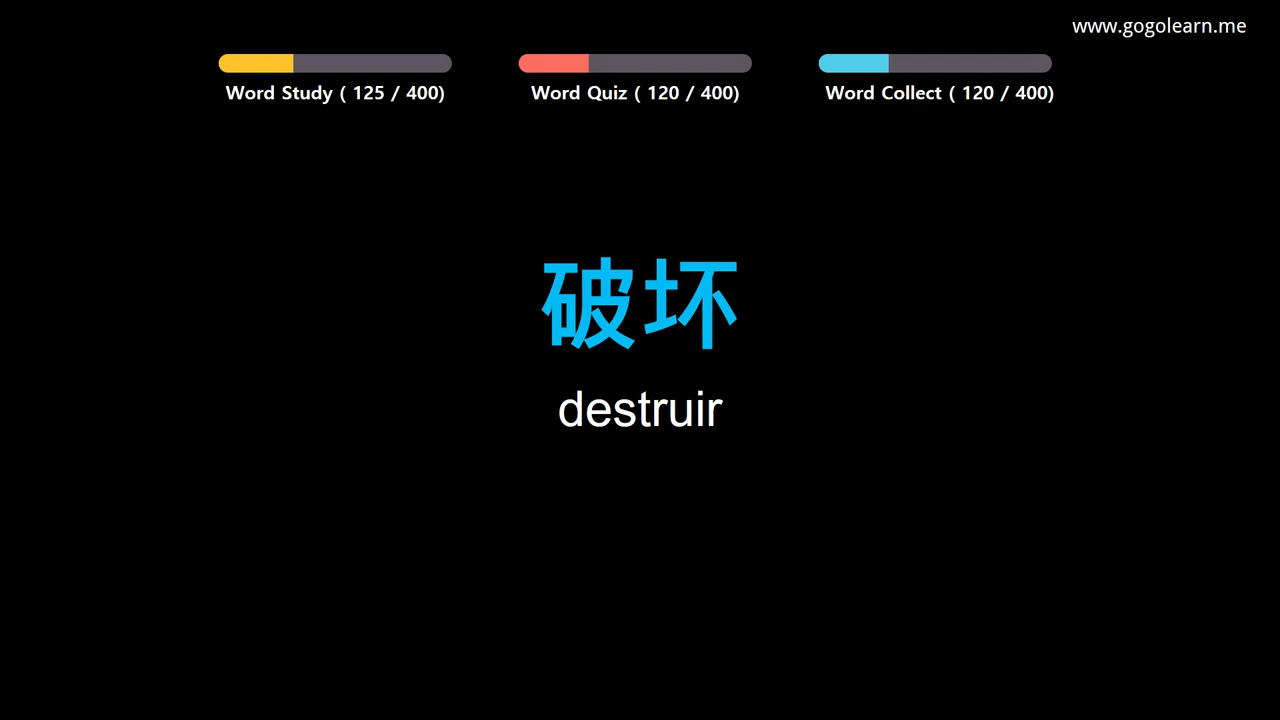 www.gogolearn.me
Word Study ( 125 / 400)
Word Quiz ( 120 / 400)
Word Collect ( 120 / 400)
破坏
destruir